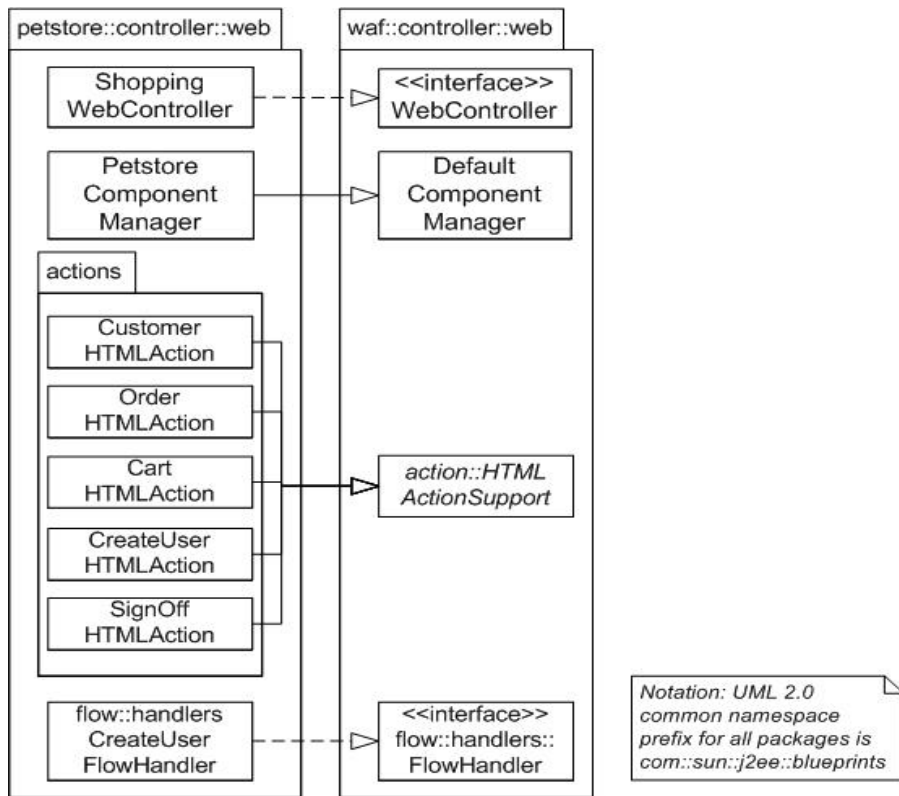 petstore::controller::web
waf::controller::web
Shopping
WebController
<<interface>>
WebController
Petstore
Component
Manager
Default
Component
Manager
actions
Customer
HTMLAction
Order
HTMLAction
Cart
HTMLAction
CreateUser
HTMLAction
SignOff
HTMLAction
action::HTML
ActionSupport
flow::handlers
CreateUser
FlowHandler
<<interface>>
flow::handlers::
FlowHandler
Notation: UML 2.0
common namespace
prefix for all packages is
com::sun::j2ee::blueprints